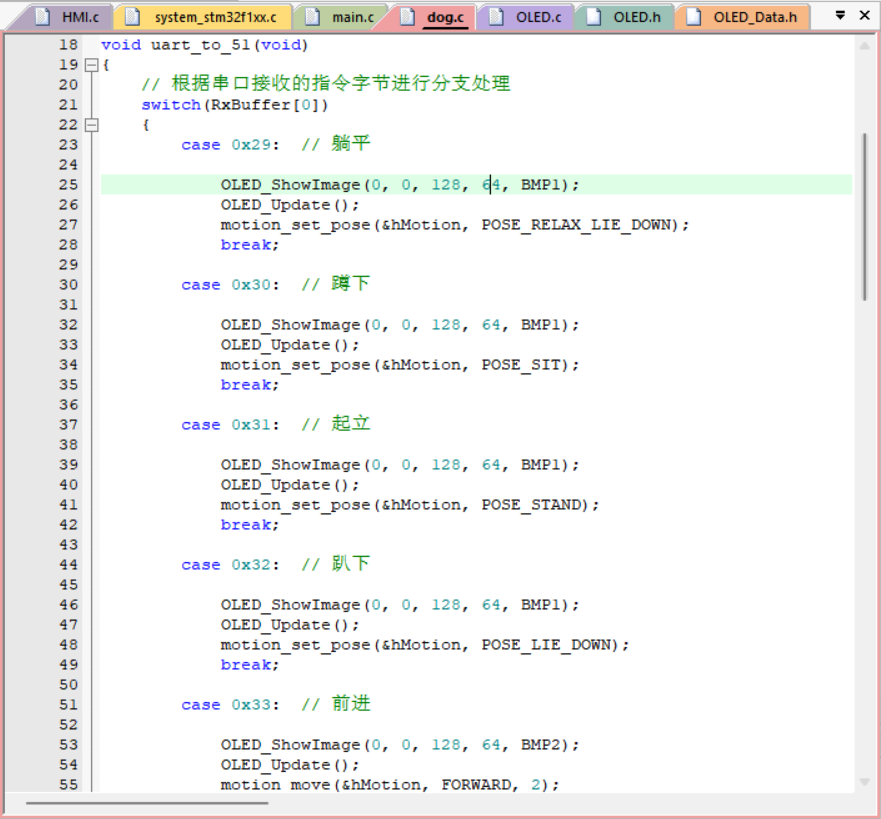 HMI.c system_stm32f1xx.c main.c dog.c OLED.c OLED.h OLED_Data.h
18 void uart_to_51(void)
19 {
20 // 根据串口接收的指令字节进行分支处理
21 switch(RxBuffer[0])
22 {
23 case 0x29: // 躺平
24
25 OLED_ShowImage(0, 0, 128, 64, BMP1);
26 OLED_Update();
27 motion_set_pose(&hMotion, POSE_RELAX_LIE_DOWN);
28 break;
29
30 case 0x30: // 蹲下
31
32 OLED_ShowImage(0, 0, 128, 64, BMP1);
33 OLED_Update();
34 motion_set_pose(&hMotion, POSE_SIT);
35 break;
36
37 case 0x31: // 起立
38
39 OLED_ShowImage(0, 0, 128, 64, BMP1);
40 OLED_Update();
41 motion_set_pose(&hMotion, POSE_STAND);
42 break;
43
44 case 0x32: // 趴下
45
46 OLED_ShowImage(0, 0, 128, 64, BMP1);
47 OLED_Update();
48 motion_set_pose(&hMotion, POSE_LIE_DOWN);
49 break;
50
51 case 0x33: // 前进
52
53 OLED_ShowImage(0, 0, 128, 64, BMP2);
54 OLED_Update();
55 motion_move(&hMotion, FORWARD, 2);